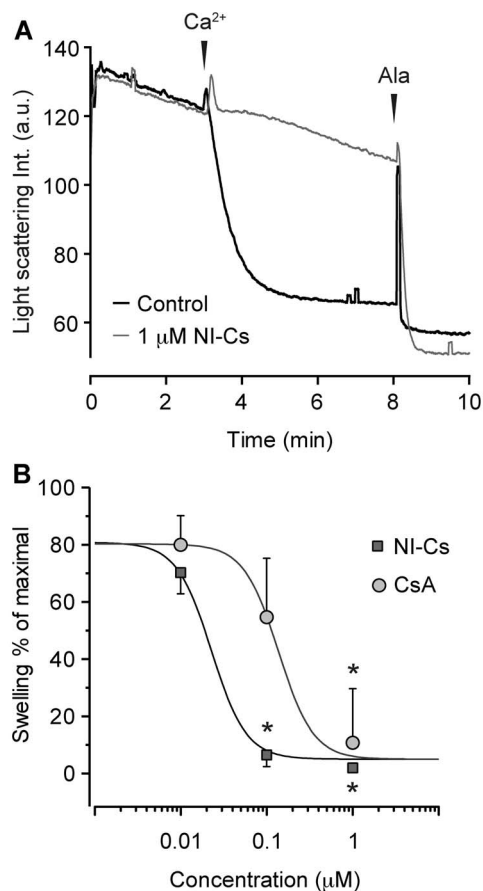 A
Ca²⁺
Ala
Light scattering Int. (a.u.)
140
120
100
80
60
Control
1 µM NI-Cs
0
2
4
6
8
10
Time (min)
B
Swelling % of maximal
100
80
60
40
20
0
NI-Cs
CsA
*
*
*
0.01
0.1
1
Concentration (µM)